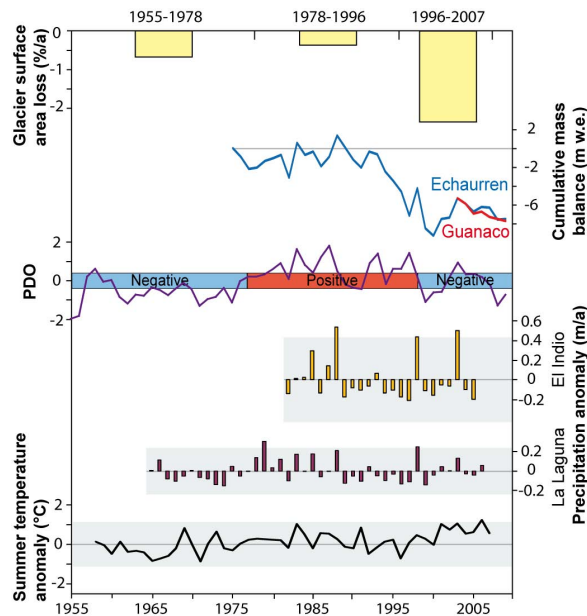 1955-1978 1978-1996 1996-2007
Glacier surface
area loss (%/a)
0
-1
-2
2
-2
-6
Cumulative mass
balance (m w.e.)
Echaurren
Guanaco
PDO
2
0
-2
Negative Positive Negative
0.6
0.4
0.2
0
-0.2
El Indio
0.2
0
-0.2
La Laguna
Precipitation anomaly (m/a)
Summer temperature
anomaly (°C)
2
0
-2
1955 1965 1975 1985 1995 2005